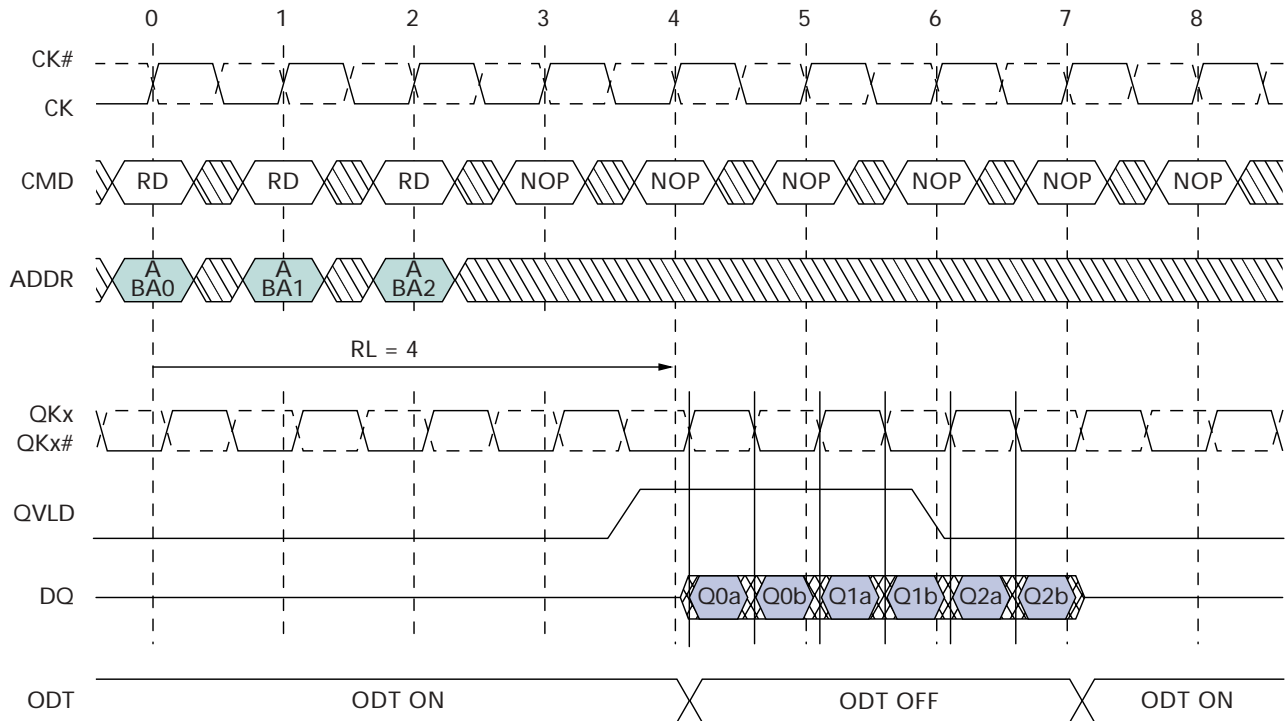 0 1 2 3 4 5 6 7 8
CK#
CK
CMD RD RD RD NOP NOP NOP NOP NOP NOP
ADDR A BA0 A BA1 A BA2
RL = 4
QKx
QKx#
QVLD
DQ Q0a Q0b Q1a Q1b Q2a Q2b
ODT ODT ON ODT OFF ODT ON